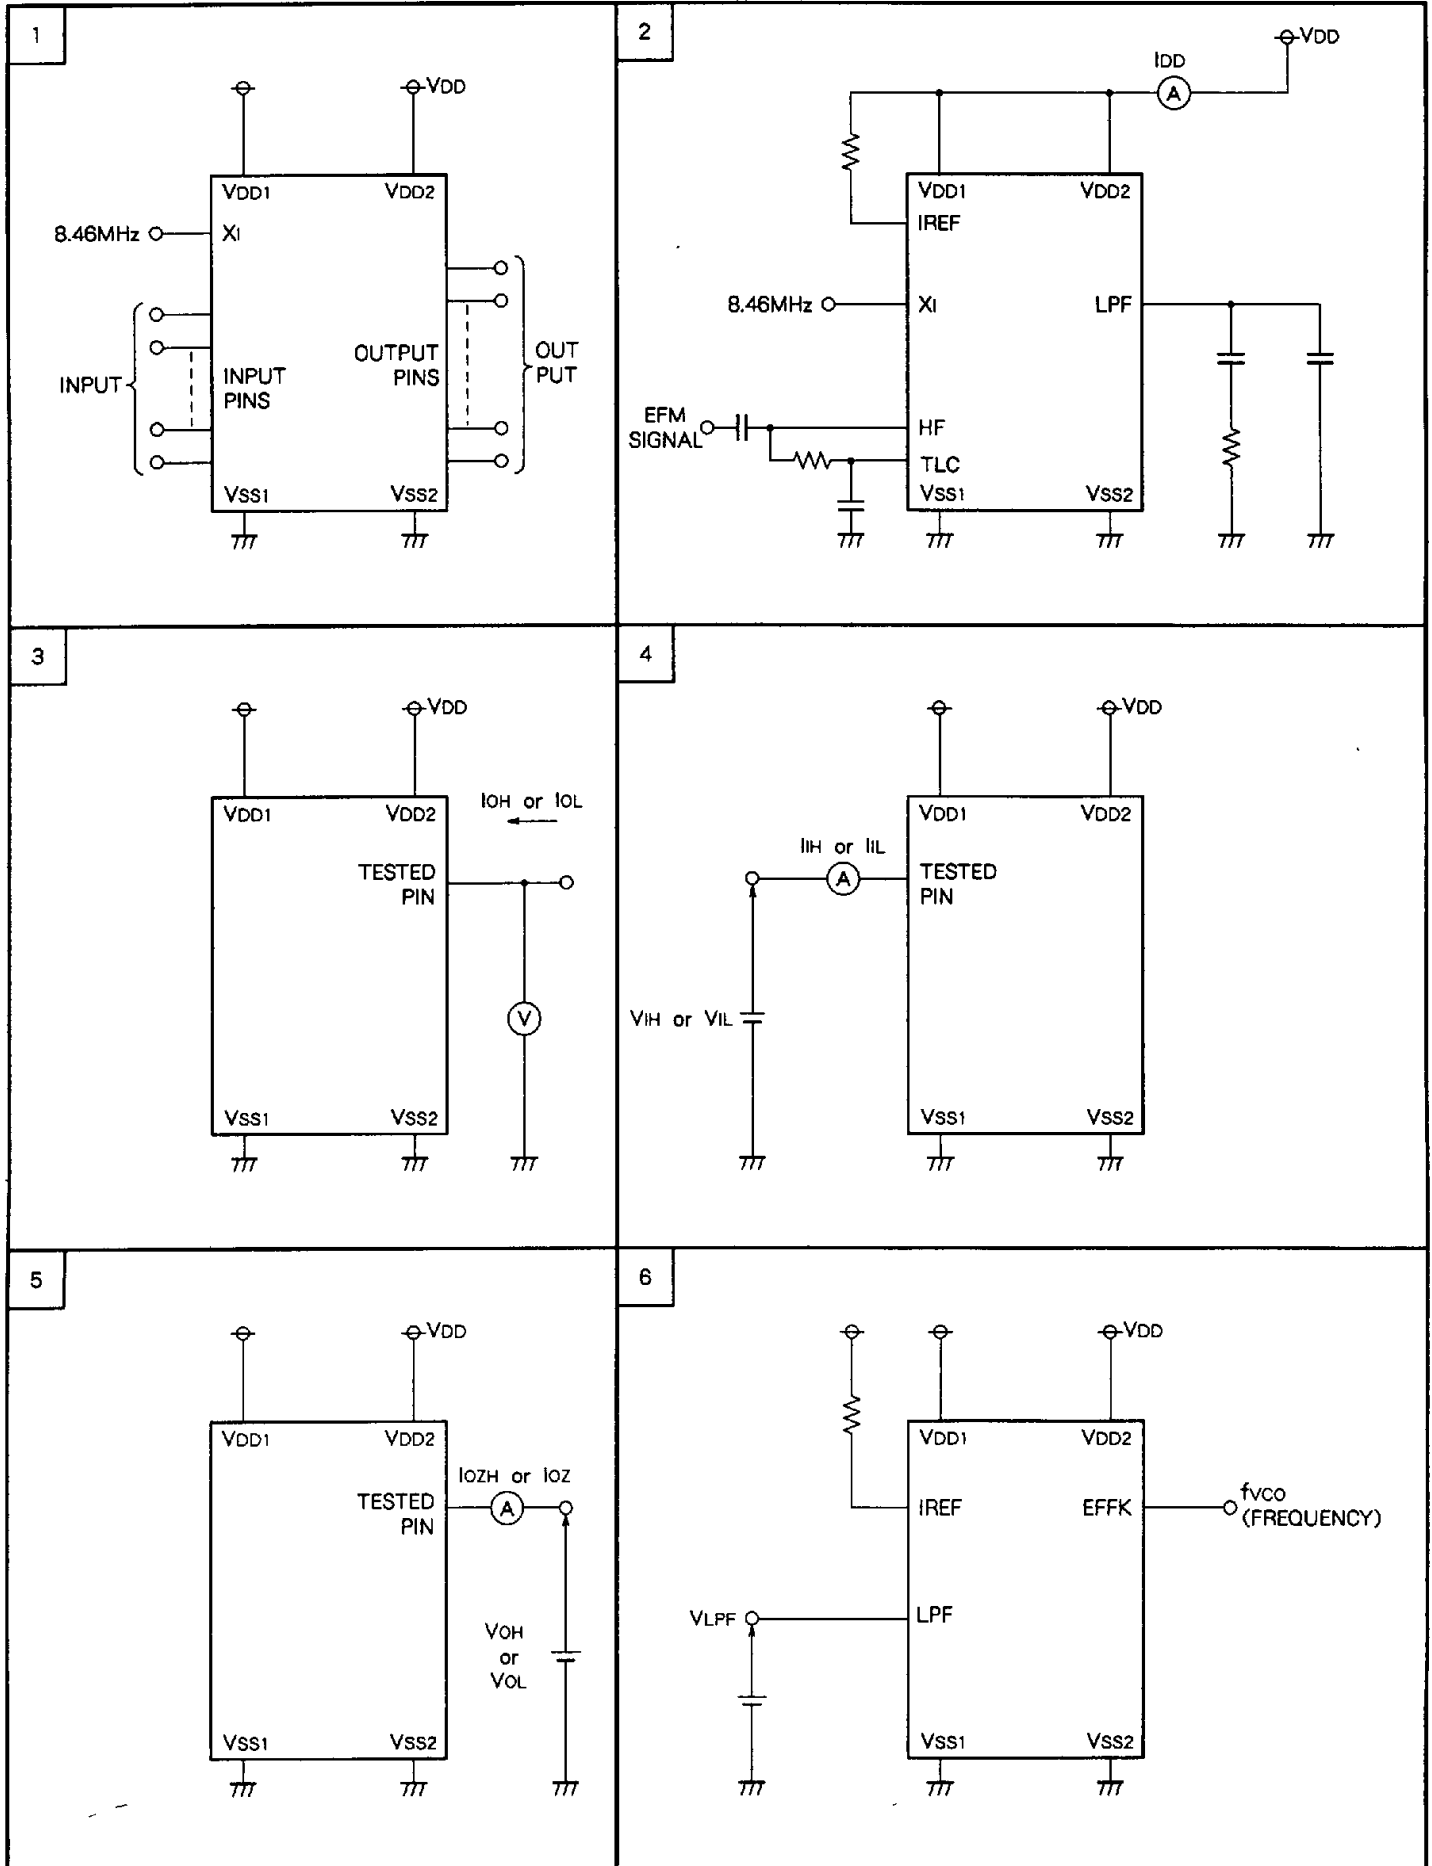 1
VDD
VDD1 VDD2
8.46MHz XI
INPUT
INPUT
PINS
OUTPUT
PINS
OUT
PUT
VSS1 VSS2
2
VDD
IDD
A
VDD1 VDD2
IREF
8.46MHz XI LPF
EFM
SIGNAL
HF
TLC
VSS1 VSS2
3
VDD
VDD1 VDD2
IOH or IOL
TESTED
PIN
V
VSS1 VSS2
4
VDD
VDD1 VDD2
IIH or IIL
A
TESTED
PIN
VIH or VIL
VSS1 VSS2
5
VDD
VDD1 VDD2
IOZH or IOZ
TESTED
PIN
A
VOH
or
VOL
VSS1 VSS2
6
VDD
VDD1 VDD2
IREF EFFK
fVCO
(FREQUENCY)
VLPF LPF
VSS1 VSS2